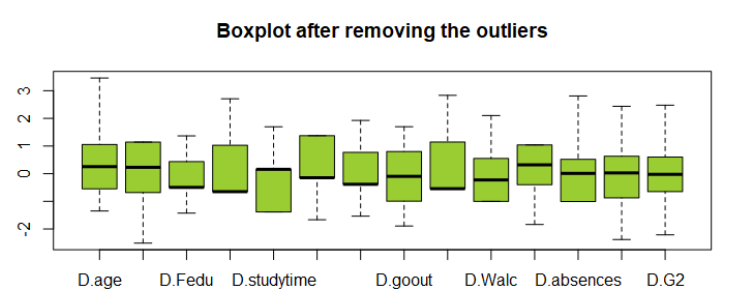 Boxplot after removing the outliers
3
2
1
0
-2
D.age D.Fedu D.studytime D.goout D.Walc D.absences D.G2